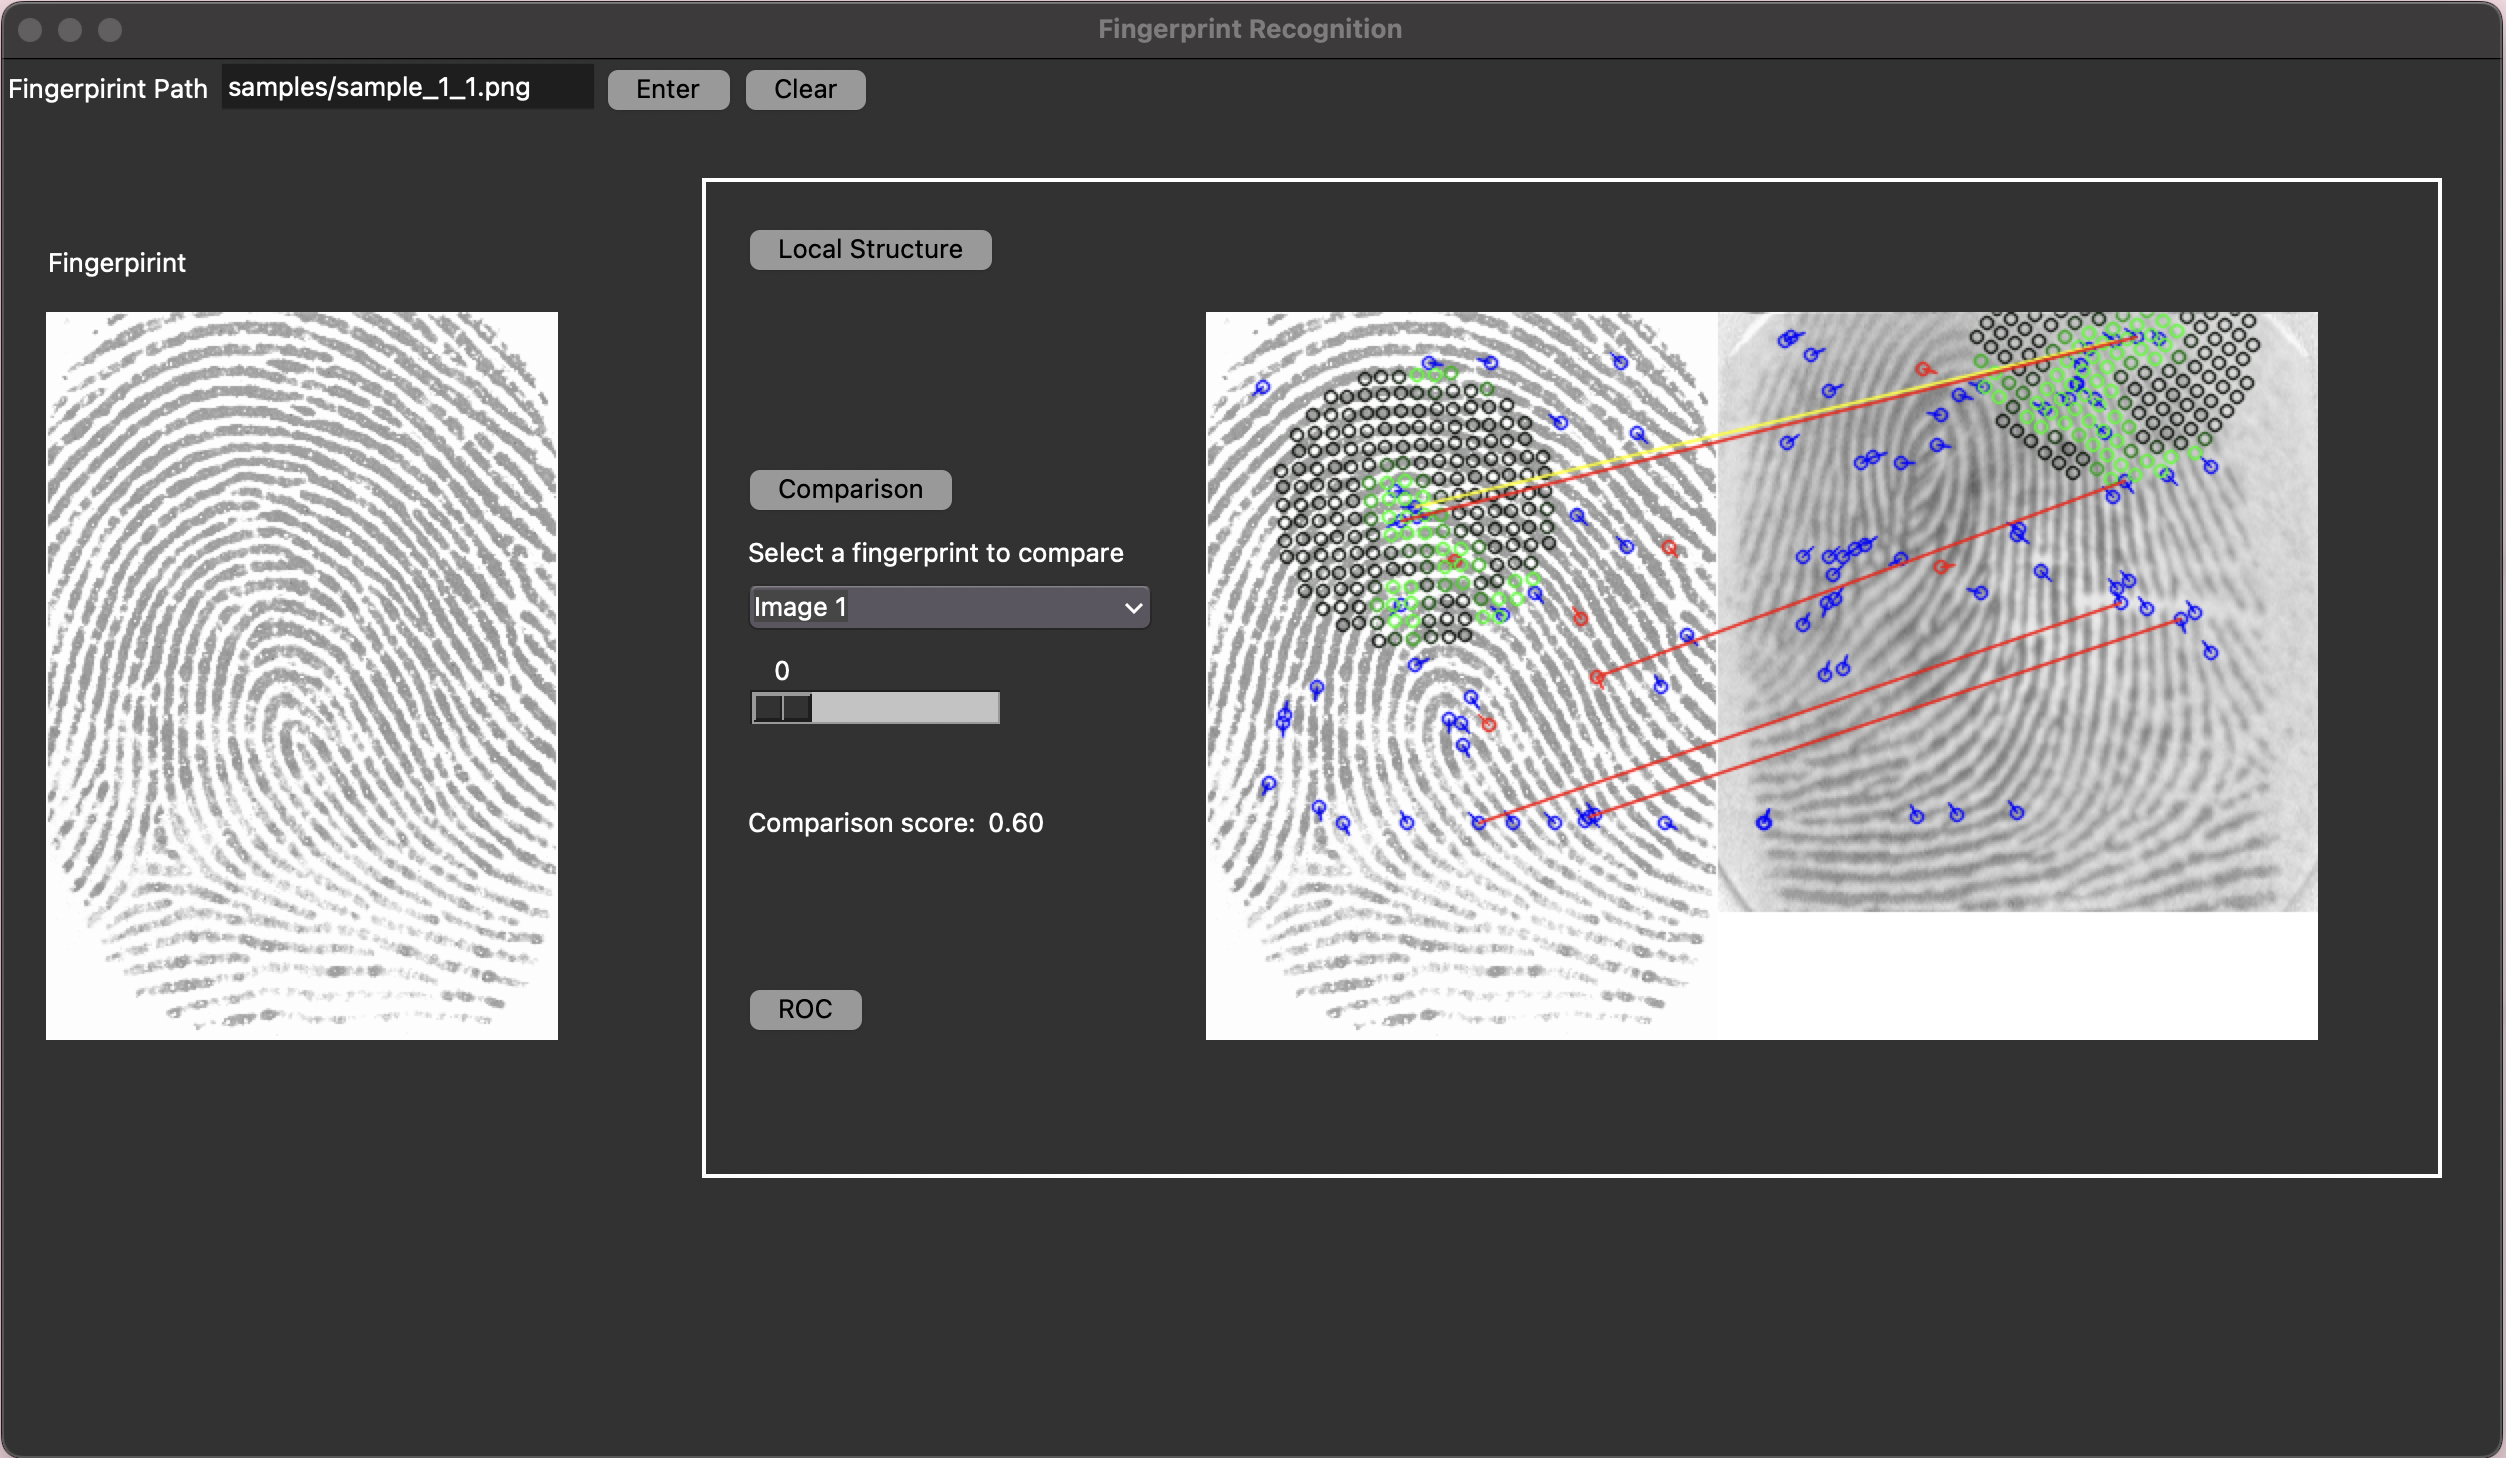 Fingerprint Recognition
Fingerpirint Path samples/sample_1_1.png Enter Clear
Fingerpirint
Local Structure
Comparison
Select a fingerprint to compare
Image 1
0
Comparison score: 0.60
ROC